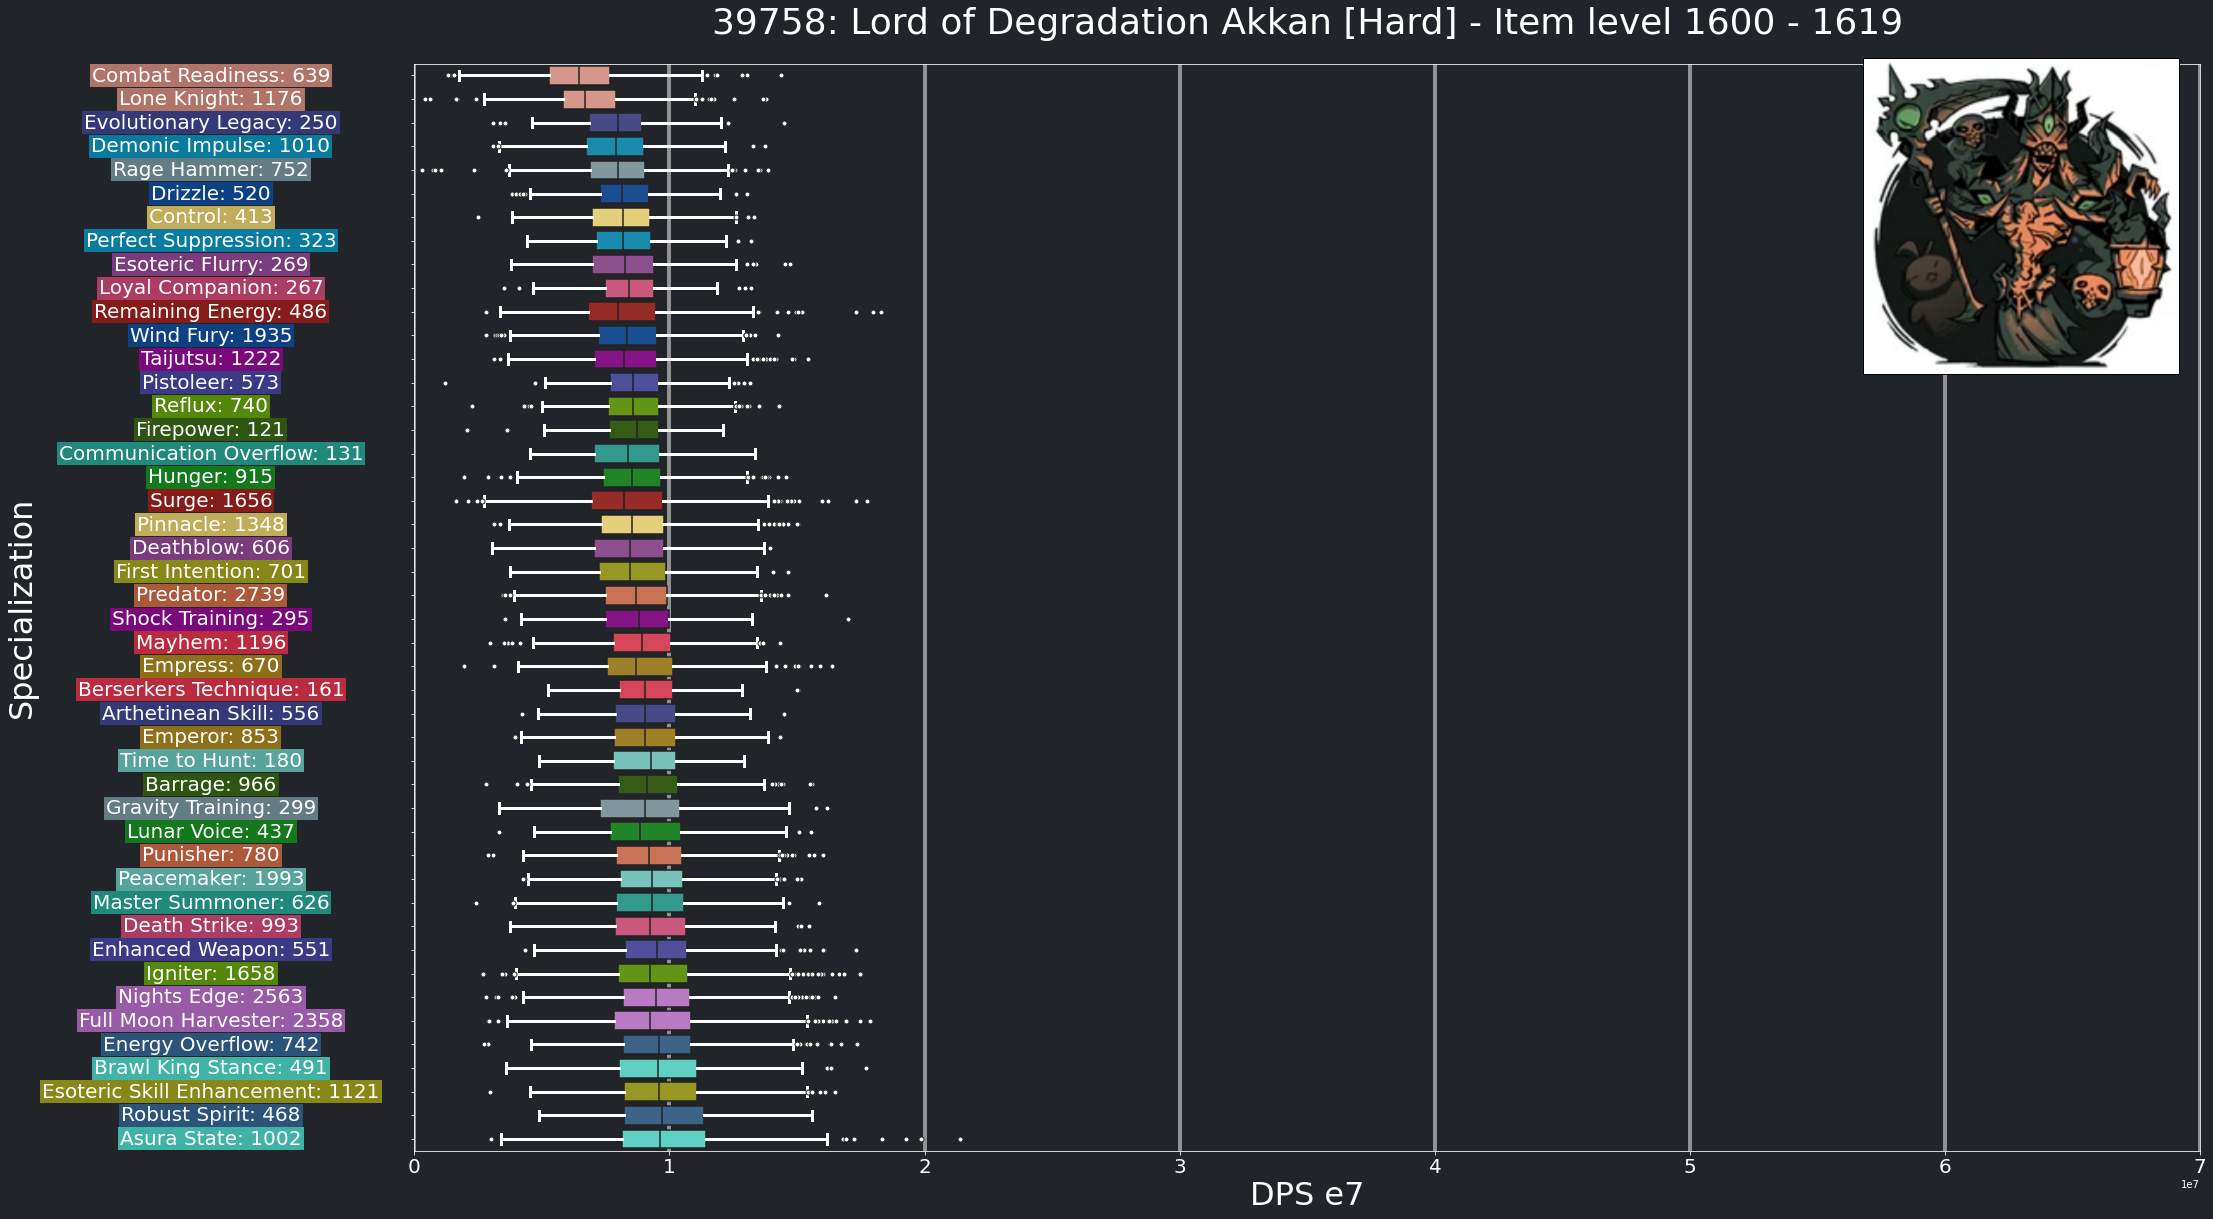 39758: Lord of Degradation Akkan [Hard] - Item level 1600 - 1619
Specialization
Combat Readiness: 639
Lone Knight: 1176
Evolutionary Legacy: 250
Demonic Impulse: 1010
Rage Hammer: 752
Drizzle: 520
Control: 413
Perfect Suppression: 323
Esoteric Flurry: 269
Loyal Companion: 267
Remaining Energy: 486
Wind Fury: 1935
Taijutsu: 1222
Pistoleer: 573
Reflux: 740
Firepower: 121
Communication Overflow: 131
Hunger: 915
Surge: 1656
Pinnacle: 1348
Deathblow: 606
First Intention: 701
Predator: 2739
Shock Training: 295
Mayhem: 1196
Empress: 670
Berserkers Technique: 161
Arthetinean Skill: 556
Emperor: 853
Time to Hunt: 180
Barrage: 966
Gravity Training: 299
Lunar Voice: 437
Punisher: 780
Peacemaker: 1993
Master Summoner: 626
Death Strike: 993
Enhanced Weapon: 551
Igniter: 1658
Nights Edge: 2563
Full Moon Harvester: 2358
Energy Overflow: 742
Brawl King Stance: 491
Esoteric Skill Enhancement: 1121
Robust Spirit: 468
Asura State: 1002
0 1 2 3 4 5 6 7
1e7
DPS e7